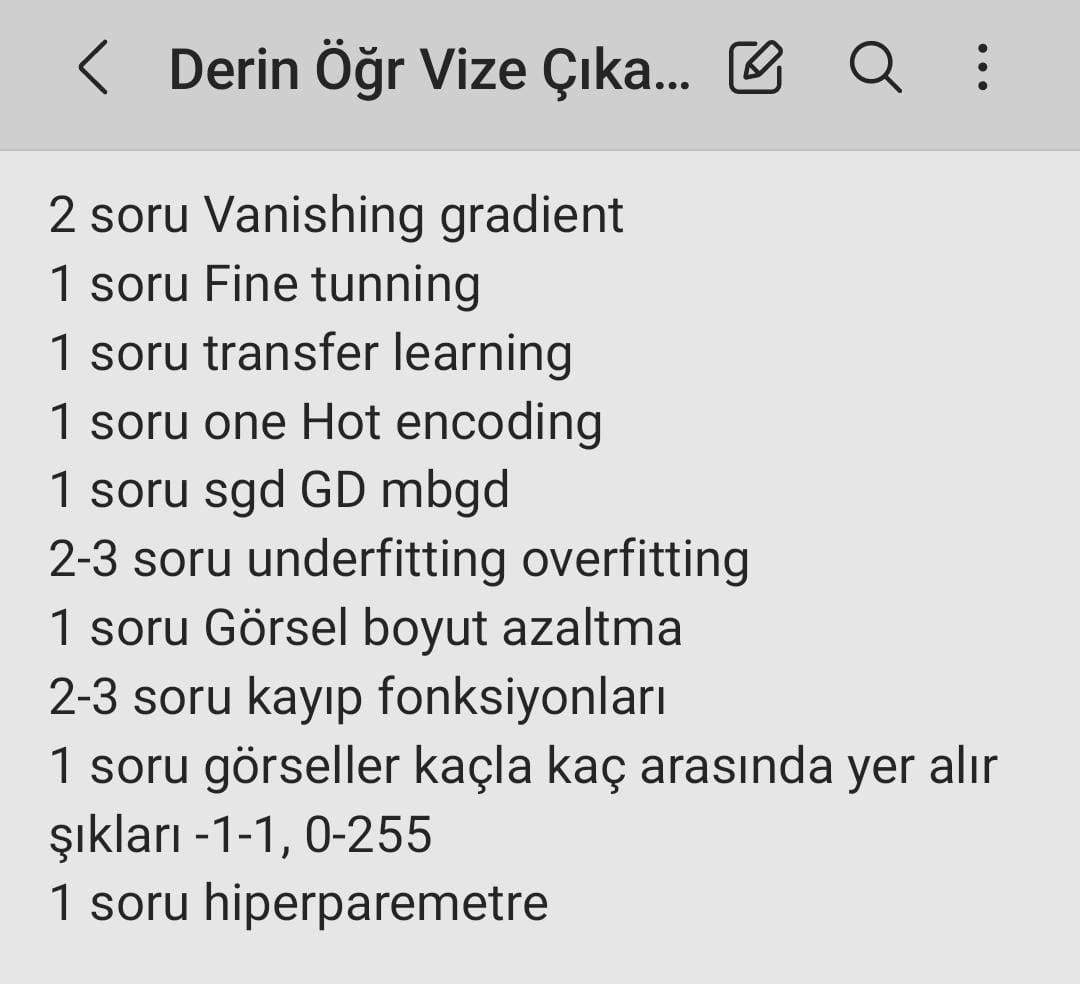 Derin Öğr Vize Çıka...
2 soru Vanishing gradient
1 soru Fine tunning
1 soru transfer learning
1 soru one Hot encoding
1 soru sgd GD mbgd
2-3 soru underfitting overfitting
1 soru Görsel boyut azaltma
2-3 soru kayıp fonksiyonları
1 soru görseller kaçla kaç arasında yer alır
şıkları -1-1, 0-255
1 soru hiperparemetre